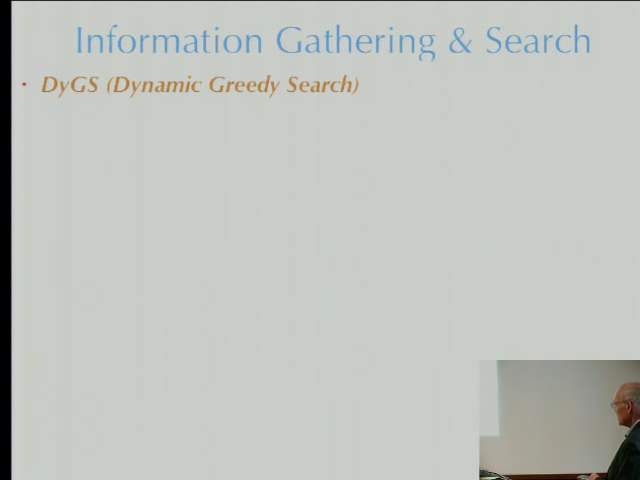 Information Gathering & Search
• DyGS (Dynamic Greedy Search)